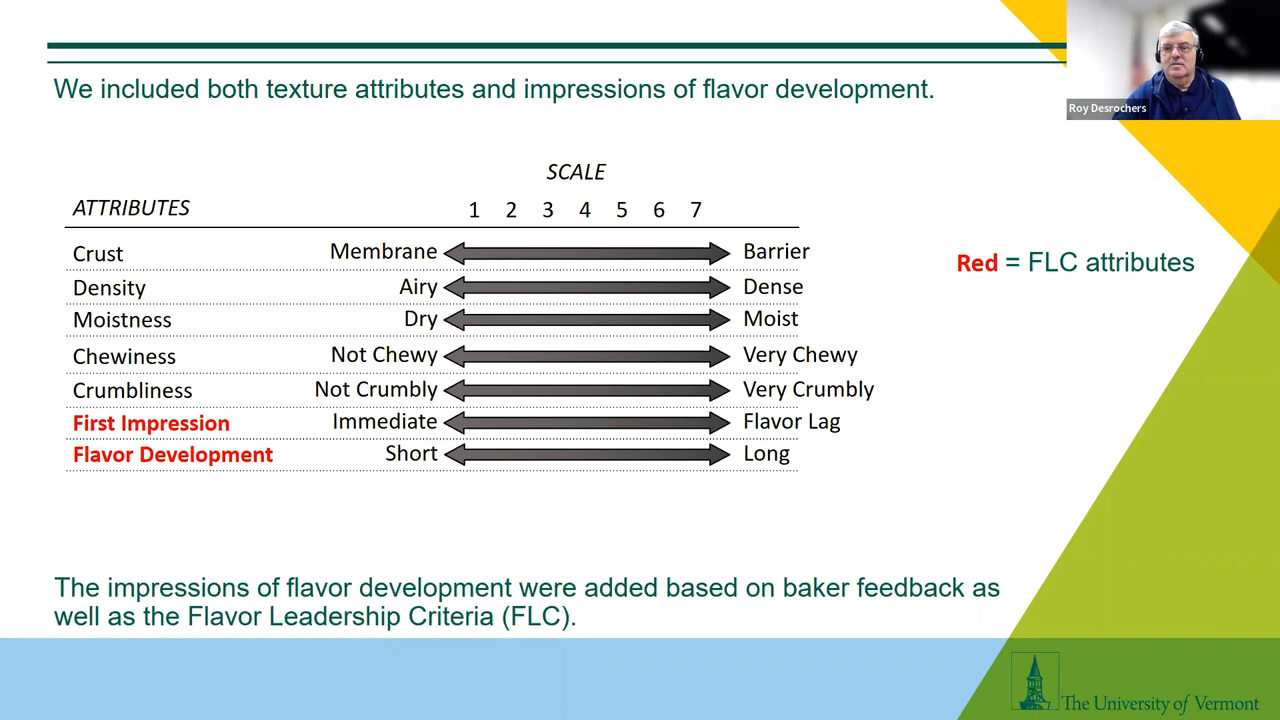 We included both texture attributes and impressions of flavor development.
Roy Desrochers
SCALE
ATTRIBUTES 1 2 3 4 5 6 7
Crust Membrane Barrier
Red = FLC attributes
Density Airy Dense
Moistness Dry Moist
Chewiness Not Chewy Very Chewy
Crumbliness Not Crumbly Very Crumbly
First Impression Immediate Flavor Lag
Flavor Development Short Long
The impressions of flavor development were added based on baker feedback as
well as the Flavor Leadership Criteria (FLC).
The University of Vermont